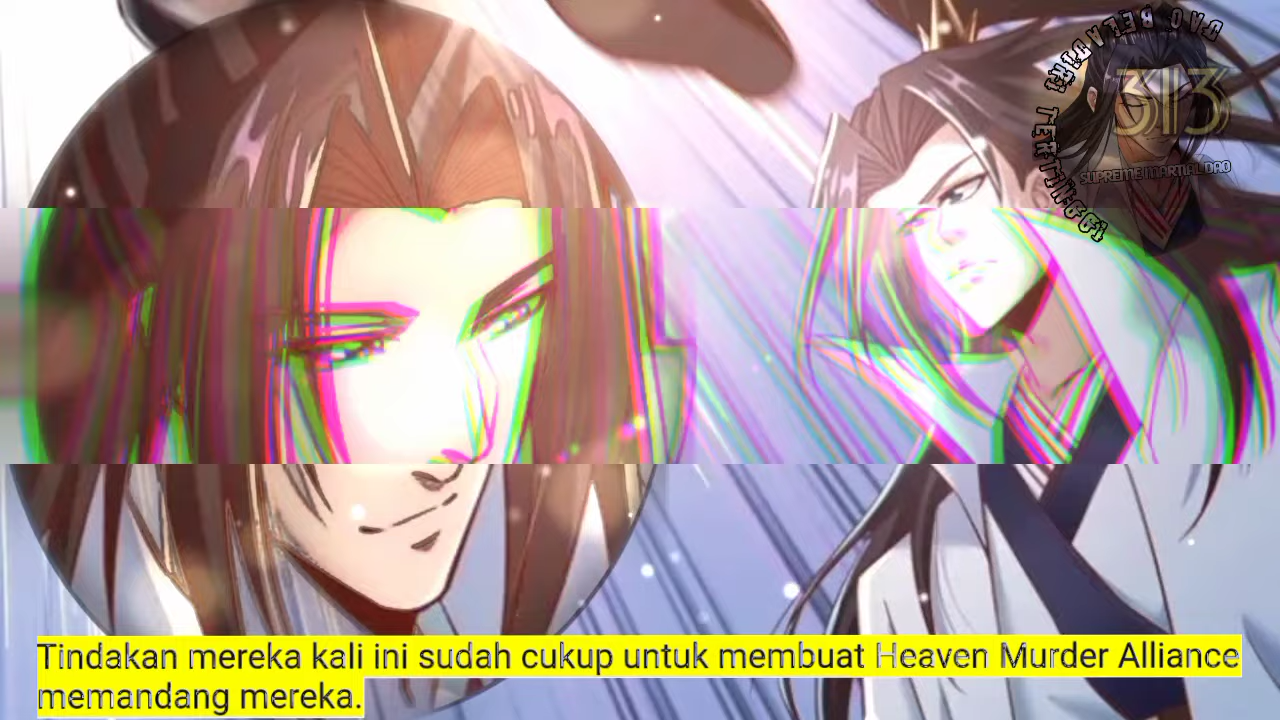 313
SUPREME MARTIAL DAO
Tindakan mereka kali ini sudah cukup untuk membuat Heaven Murder Alliance
memandang mereka.